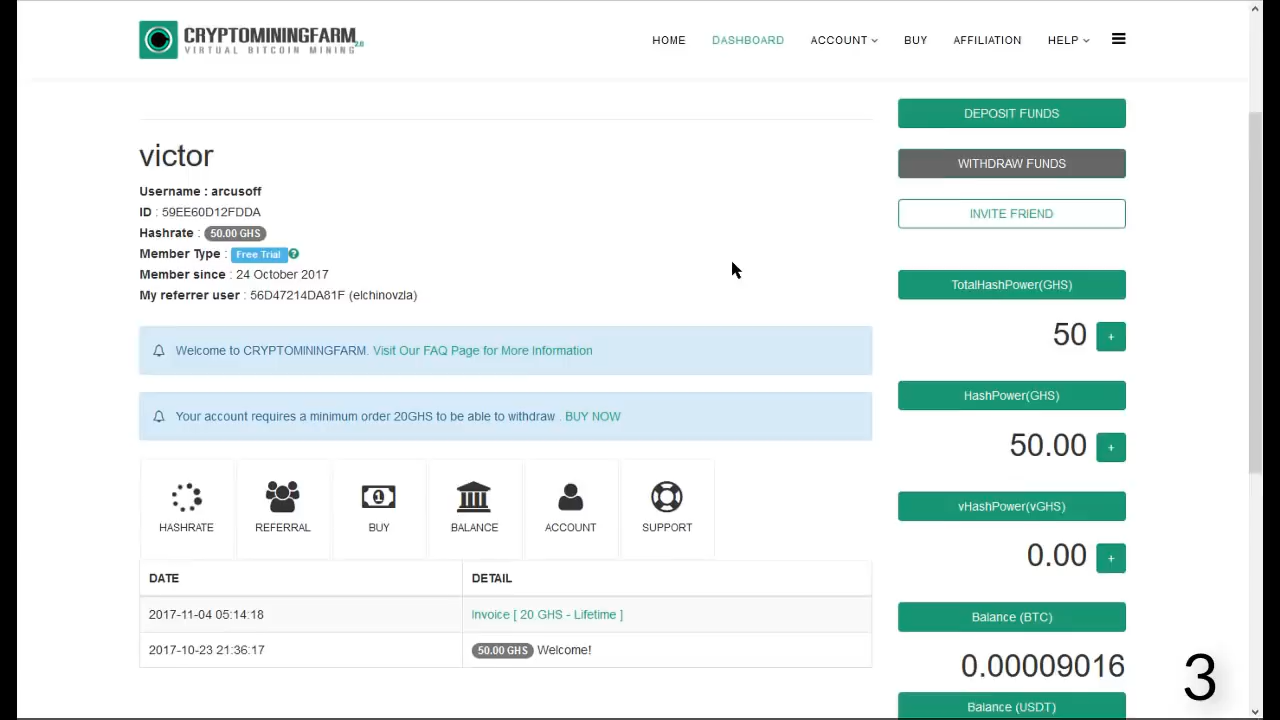 CRYPTOMININGFARM
VIRTUAL BITCOIN MINING 2.0
HOME DASHBOARD ACCOUNT BUY AFFILIATION HELP
DEPOSIT FUNDS
victor
WITHDRAW FUNDS
Username : arcusoff
ID : 59EE60D12FDDA
INVITE FRIEND
Hashrate : 50.00 GHS
Member Type : Free Trial ?
Member since : 24 October 2017
My referrer user : 56D47214DA81F (elchinovzla)
TotalHashPower(GHS)
50 +
Welcome to CRYPTOMININGFARM. Visit Our FAQ Page for More Information
HashPower(GHS)
Your account requires a minimum order 20GHS to be able to withdraw . BUY NOW
50.00 +
HASHRATE REFERRAL BUY BALANCE ACCOUNT SUPPORT
vHashPower(vGHS)
0.00 +
DATE DETAIL
2017-11-04 05:14:18 Invoice [ 20 GHS - Lifetime ]
2017-10-23 21:36:17 50.00 GHS Welcome!
Balance (BTC)
0.00009016
Balance (USDT)
3